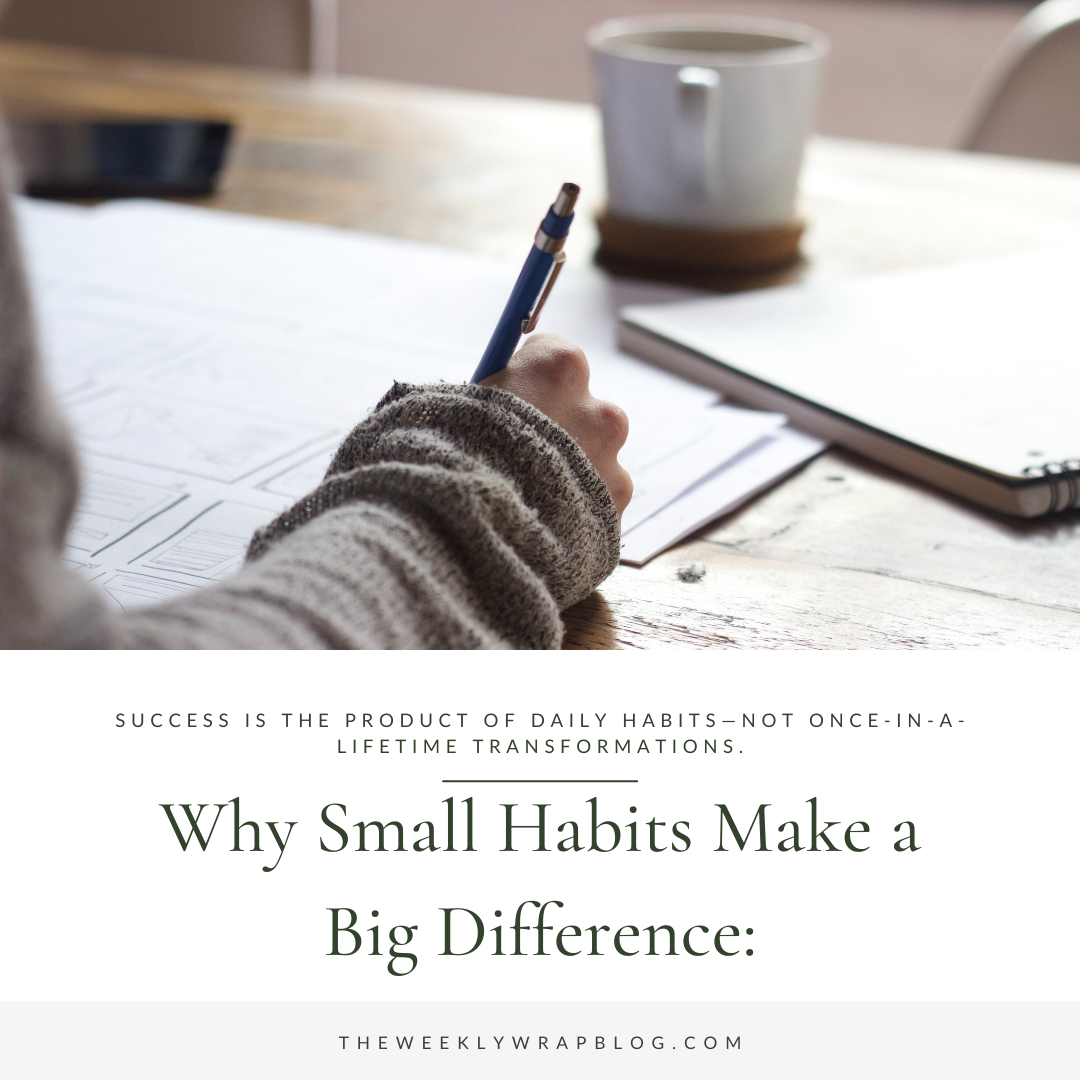 SUCCESS IS THE PRODUCT OF DAILY HABITS—NOT ONCE-IN-A-
LIFETIME TRANSFORMATIONS.
Why Small Habits Make a
Big Difference:
THEWEEKLYWRAPBLOG.COM